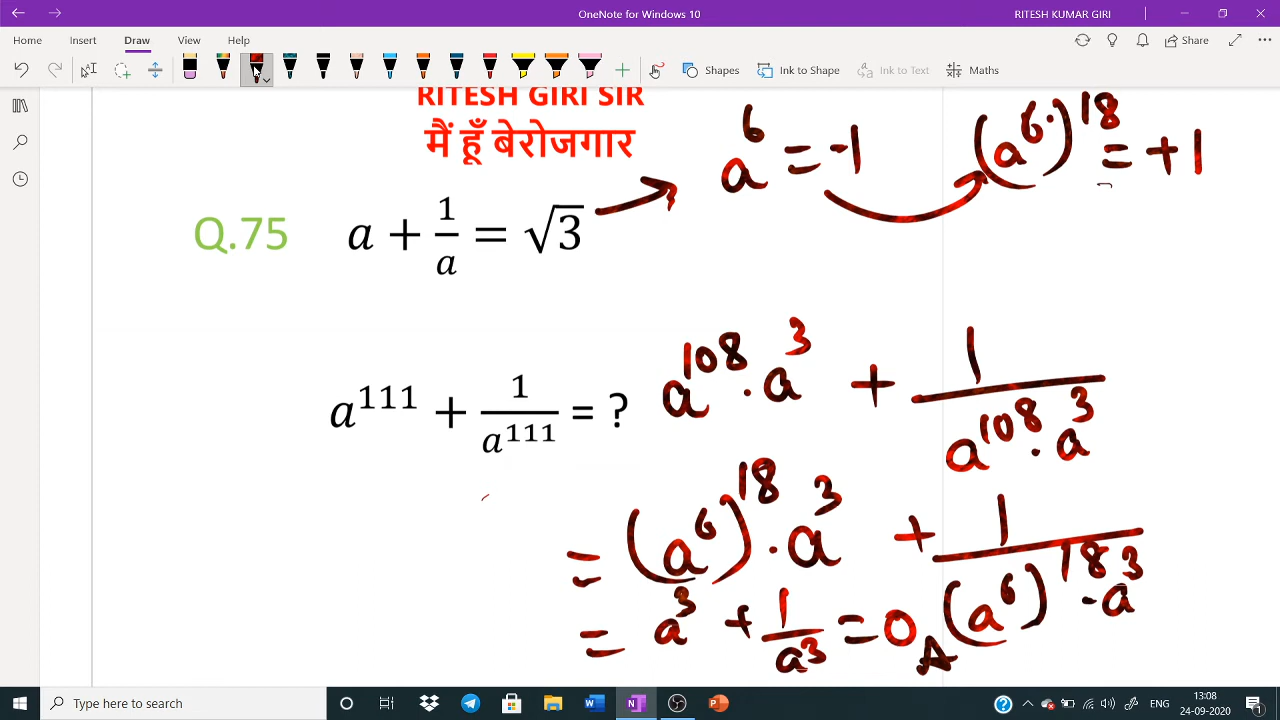 OneNote for Windows 10
RITESH KUMAR GIRI
Home Insert Draw View Help
Share
Shapes Ink to Shape Ink to Text Maths
RITESH GIRI SIR
मैं हूँ बेरोजगार
a⁶ = -1 (a⁶)¹⁸ = +1
Q.75 a + 1/a = √3
a¹¹¹ + 1/a¹¹¹ = ? a¹⁰⁸ · a³ + 1/(a¹⁰⁸ · a³)
= (a⁶)¹⁸ · a³ + 1/((a⁶)¹⁸ · a³)
= a³ + 1/a³ = 0 A
Type here to search
ENG
13:08
24-09-2020